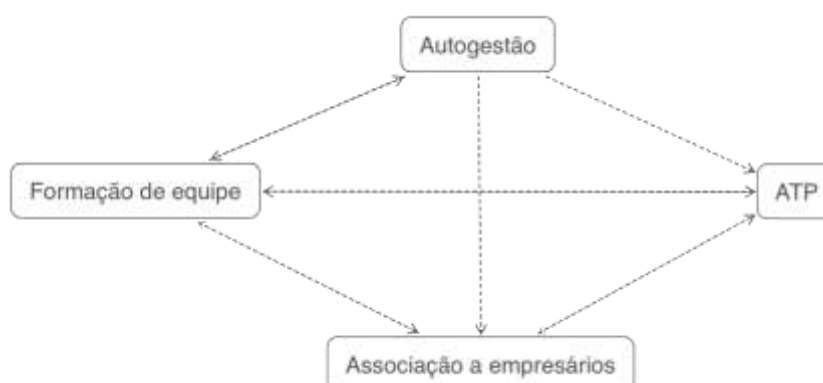 Autogestão
Formação de equipe
ATP
Associação a empresários